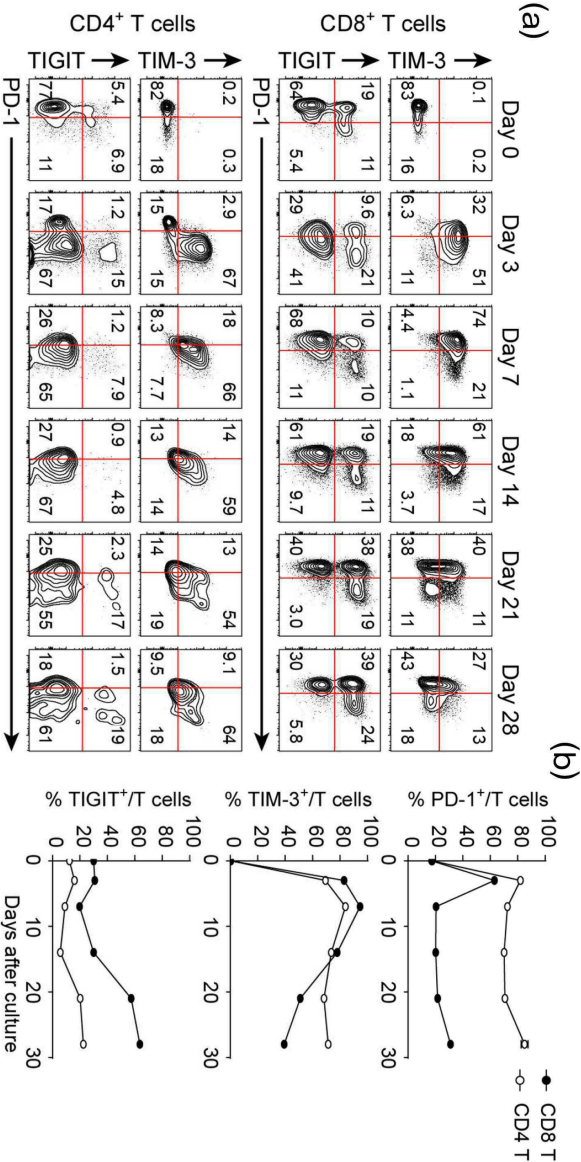 (a)
Day 0 Day 3 Day 7 Day 14 Day 21 Day 28
CD8+ T cells
TIM-3
0.1 0.2 32 51 74 21 61 17 40 11 27 13
83 16 6.3 11 4.4 1.1 18 3.7 38 11 43 18
TIGIT
19 11 9.6 21 10 10 19 11 38 19 39 24
64 5.4 29 41 68 11 61 9.7 40 3.0 30 5.8
CD4+ T cells
TIM-3
0.2 0.3 2.9 67 18 66 14 59 13 54 9.1 64
82 18 15 15 8.3 7.7 13 14 14 19 9.5 18
TIGIT
5.4 6.9 1.2 15 1.2 7.9 0.9 4.8 2.3 17 1.5 19
77 11 17 67 26 65 27 67 25 55 18 61
PD-1
(b)
CD8 T
CD4 T
% PD-1+/T cells
100
80
60
40
20
0
0 10 20 30
% TIM-3+/T cells
100
80
60
40
20
0
0 10 20 30
% TIGIT+/T cells
100
80
60
40
20
0
0 10 20 30
Days after culture